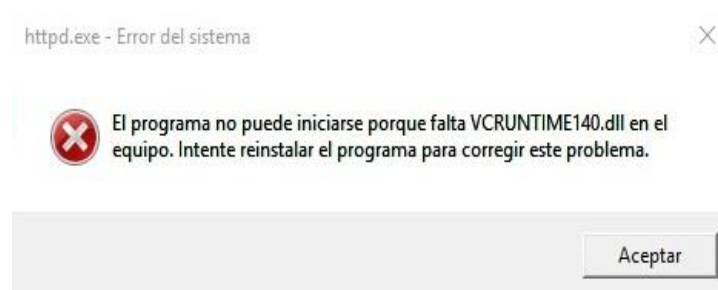 httpd.exe - Error del sistema
El programa no puede iniciarse porque falta VCRUNTIME140.dll en el
equipo. Intente reinstalar el programa para corregir este problema.
Aceptar